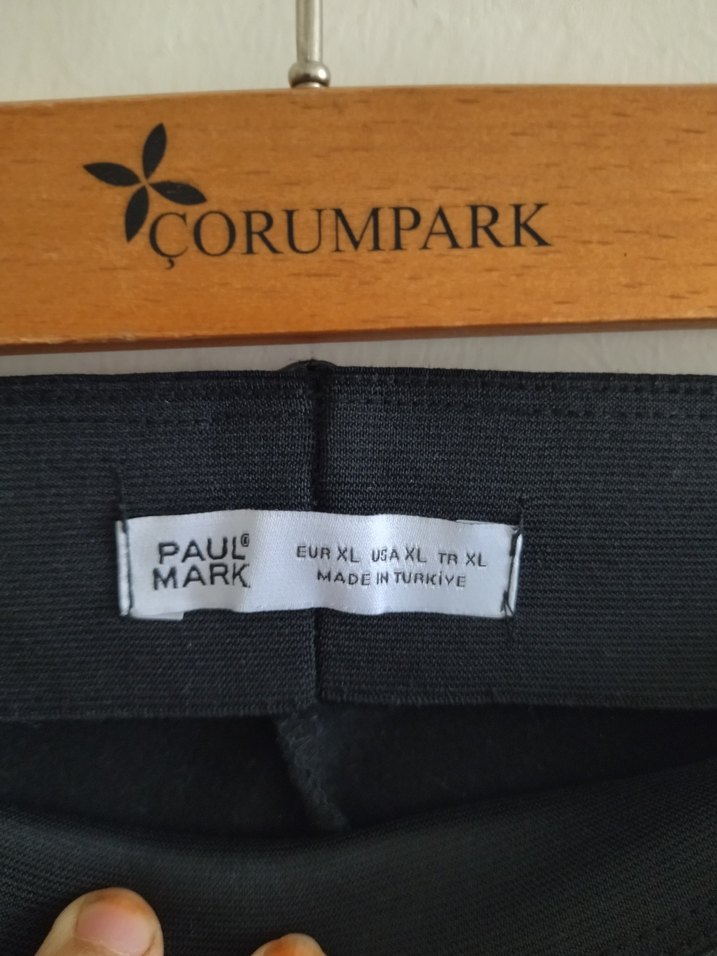 ÇORUMPARK
PAUL®
MARK
EUR XL USA XL TR XL
MADE IN TURKİYE